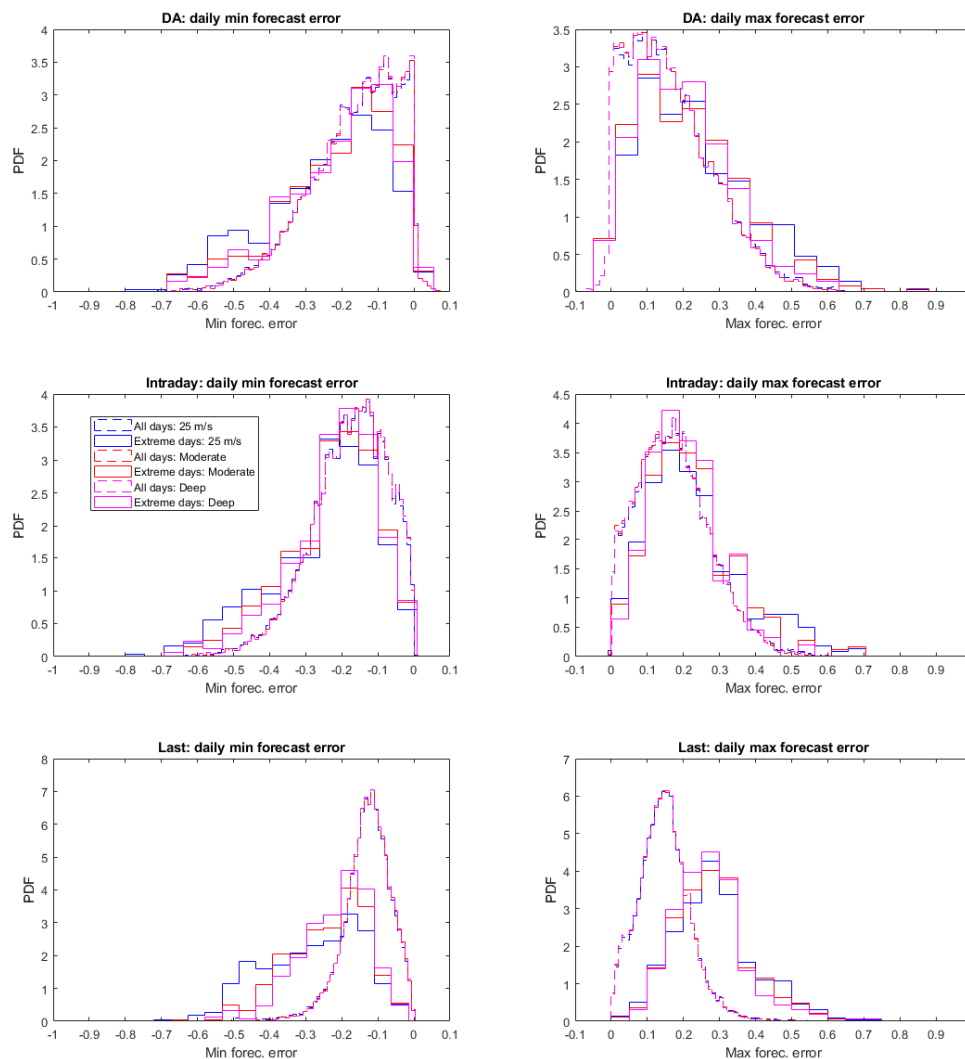 DA: daily min forecast error
4
3.5
3
2.5
2
1.5
1
0.5
0
PDF
-1 -0.9 -0.8 -0.7 -0.6 -0.5 -0.4 -0.3 -0.2 -0.1 0 0.1
Min forec. error
DA: daily max forecast error
3.5
3
2.5
2
1.5
1
0.5
0
PDF
-0.1 0 0.1 0.2 0.3 0.4 0.5 0.6 0.7 0.8 0.9
Max forec. error
Intraday: daily min forecast error
4
3.5
3
2.5
2
1.5
1
0.5
0
PDF
All days: 25 m/s
Extreme days: 25 m/s
All days: Moderate
Extreme days: Moderate
All days: Deep
Extreme days: Deep
-1 -0.9 -0.8 -0.7 -0.6 -0.5 -0.4 -0.3 -0.2 -0.1 0 0.1
Min forec. error
Intraday: daily max forecast error
4.5
4
3.5
3
2.5
2
1.5
1
0.5
0
PDF
-0.1 0 0.1 0.2 0.3 0.4 0.5 0.6 0.7 0.8 0.9
Max forec. error
Last: daily min forecast error
8
7
6
5
4
3
2
1
0
PDF
-1 -0.9 -0.8 -0.7 -0.6 -0.5 -0.4 -0.3 -0.2 -0.1 0 0.1
Min forec. error
Last: daily max forecast error
7
6
5
4
3
2
1
0
PDF
-0.1 0 0.1 0.2 0.3 0.4 0.5 0.6 0.7 0.8 0.9
Max forec. error